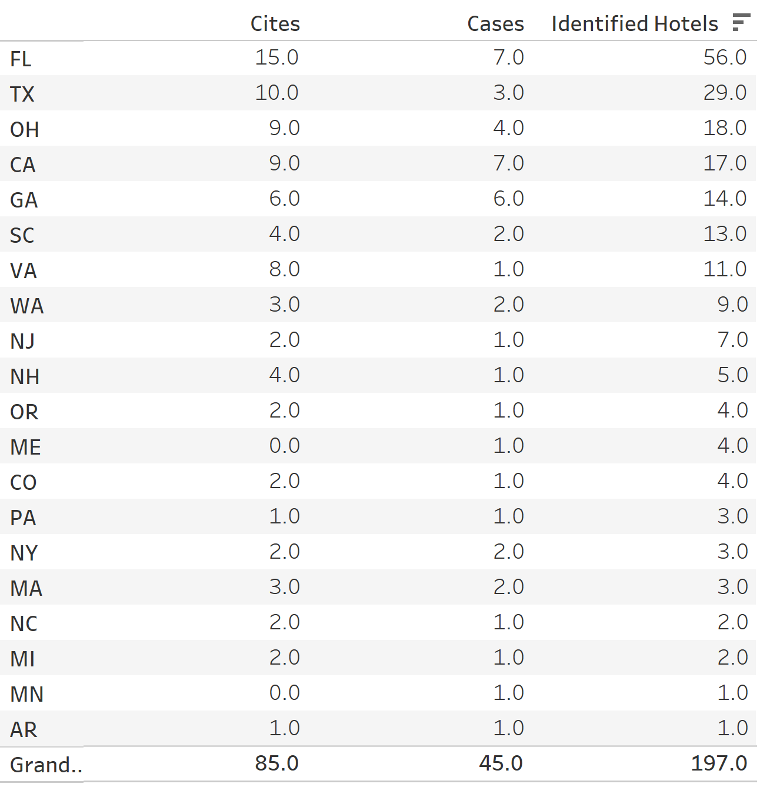 Cites Cases Identified Hotels
FL 15.0 7.0 56.0
TX 10.0 3.0 29.0
OH 9.0 4.0 18.0
CA 9.0 7.0 17.0
GA 6.0 6.0 14.0
SC 4.0 2.0 13.0
VA 8.0 1.0 11.0
WA 3.0 2.0 9.0
NJ 2.0 1.0 7.0
NH 4.0 1.0 5.0
OR 2.0 1.0 4.0
ME 0.0 1.0 4.0
CO 2.0 1.0 4.0
PA 1.0 1.0 3.0
NY 2.0 2.0 3.0
MA 3.0 2.0 3.0
NC 2.0 1.0 2.0
MI 2.0 1.0 2.0
MN 0.0 1.0 1.0
AR 1.0 1.0 1.0
Grand.. 85.0 45.0 197.0